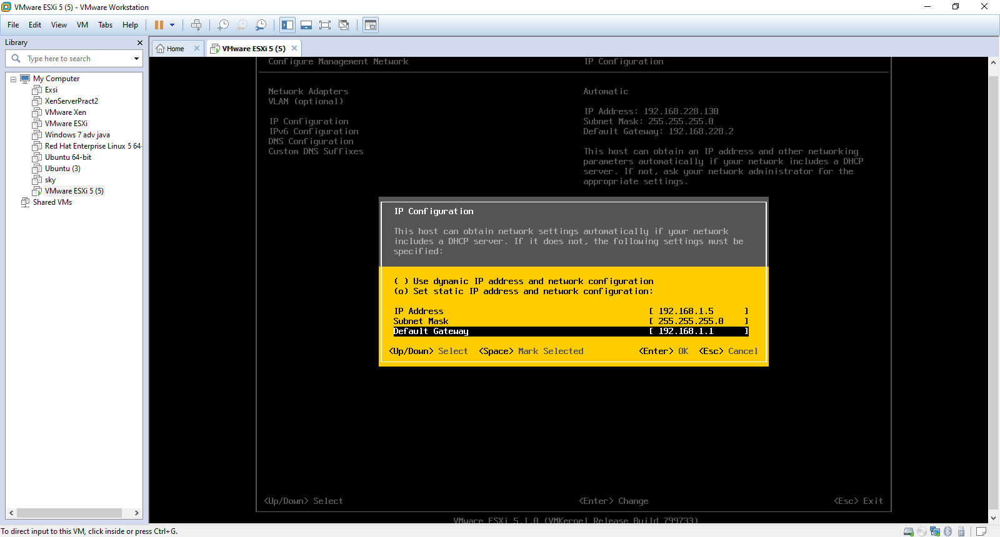 VMware ESXi 5 (5) - VMware Workstation
File Edit View VM Tabs Help
Library
Home
VMware ESXi 5 (5)
Type here to search
My Computer
Exsi
XenServerPract2
VMware Xen
VMware ESXi
Windows 7 adv java
Red Hat Enterprise Linux 5 64-
Ubuntu 64-bit
Ubuntu (3)
sky
VMware ESXi 5 (5)
Shared VMs
Configure Management Network
IP Configuration
Network Adapters
VLAN (optional)
IP Configuration
IPv6 Configuration
DNS Configuration
Custom DNS Suffixes
Automatic
IP Address: 192.168.228.130
Subnet Mask: 255.255.255.0
Default Gateway: 192.168.228.2
This host can obtain an IP address and other networking
parameters automatically if your network includes a DHCP
server. If not, ask your network administrator for the
appropriate settings.
IP Configuration
This host can obtain network settings automatically if your network
includes a DHCP server. If it does not, the following settings must be
specified:
( ) Use dynamic IP address and network configuration
(o) Set static IP address and network configuration:
IP Address [ 192.168.1.5 ]
Subnet Mask [ 255.255.255.0 ]
Default Gateway [ 192.168.1.1 ]
<Up/Down> Select <Space> Mark Selected <Enter> OK <Esc> Cancel
<Up/Down> Select <Enter> Change <Esc> Exit
VMware ESXi 5.1.0 (VMKernel Release Build 799733)
To direct input to this VM, click inside or press Ctrl+G.